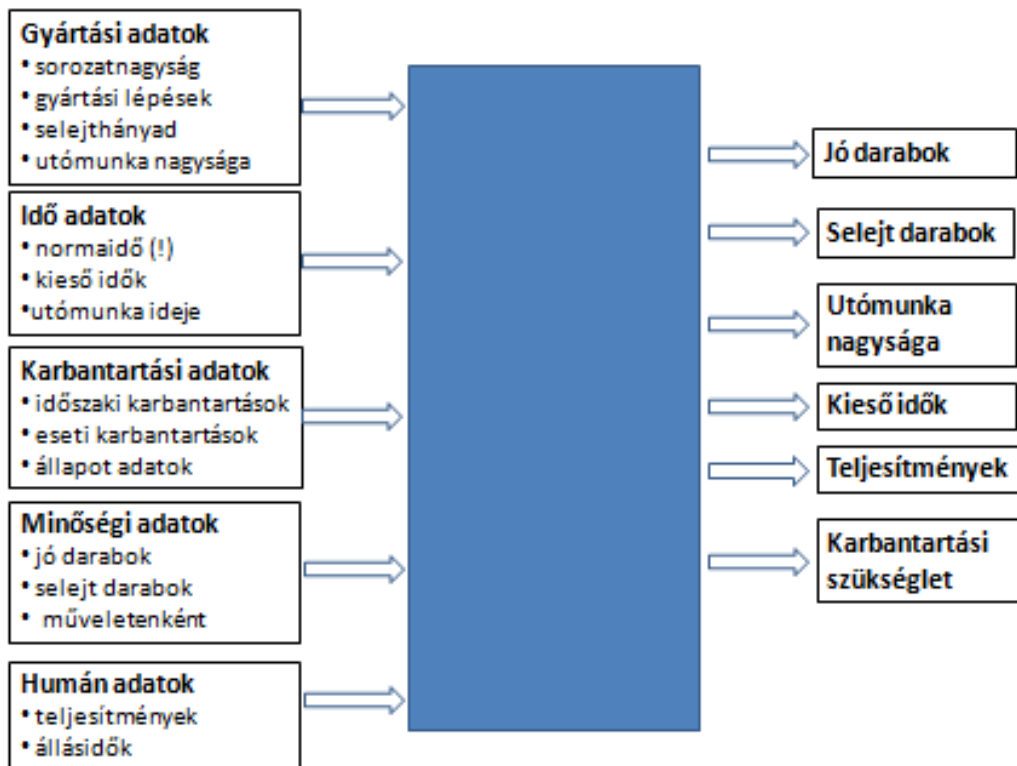 Gyártási adatok
• sorozatnagyság
• gyártási lépések
• selejthányad
• utómunka nagysága
Idő adatok
• normaidő (!)
• kieső idők
•utómunka ideje
Karbantartási adatok
• időszaki karbantartások
• eseti karbantartások
• állapot adatok
Minőségi adatok
• jó darabok
• selejt darabok
• műveletenként
Humán adatok
• teljesítmények
• állásidők
Jó darabok
Selejt darabok
Utómunka
nagysága
Kieső idők
Teljesítmények
Karbantartási
szükséglet